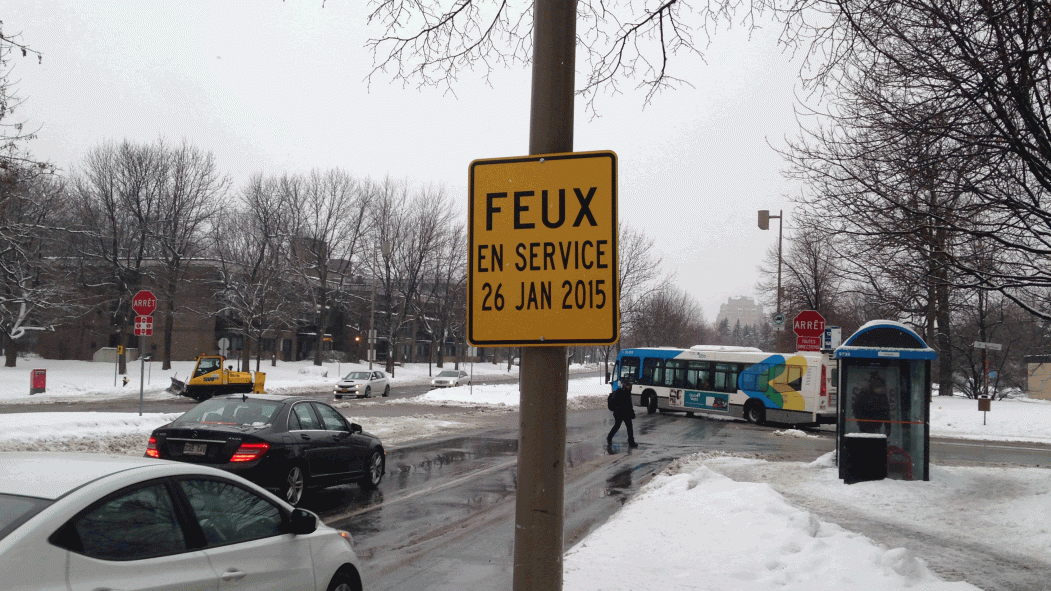 FEUX
EN SERVICE
26 JAN 2015
ARRÊT
ARRÊT